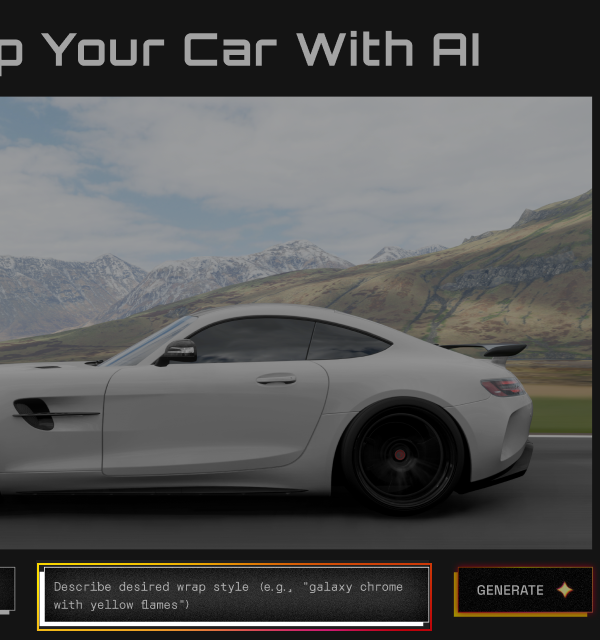 p Your Car With AI
Describe desired wrap style (e.g., "galaxy chrome
with yellow flames")
GENERATE